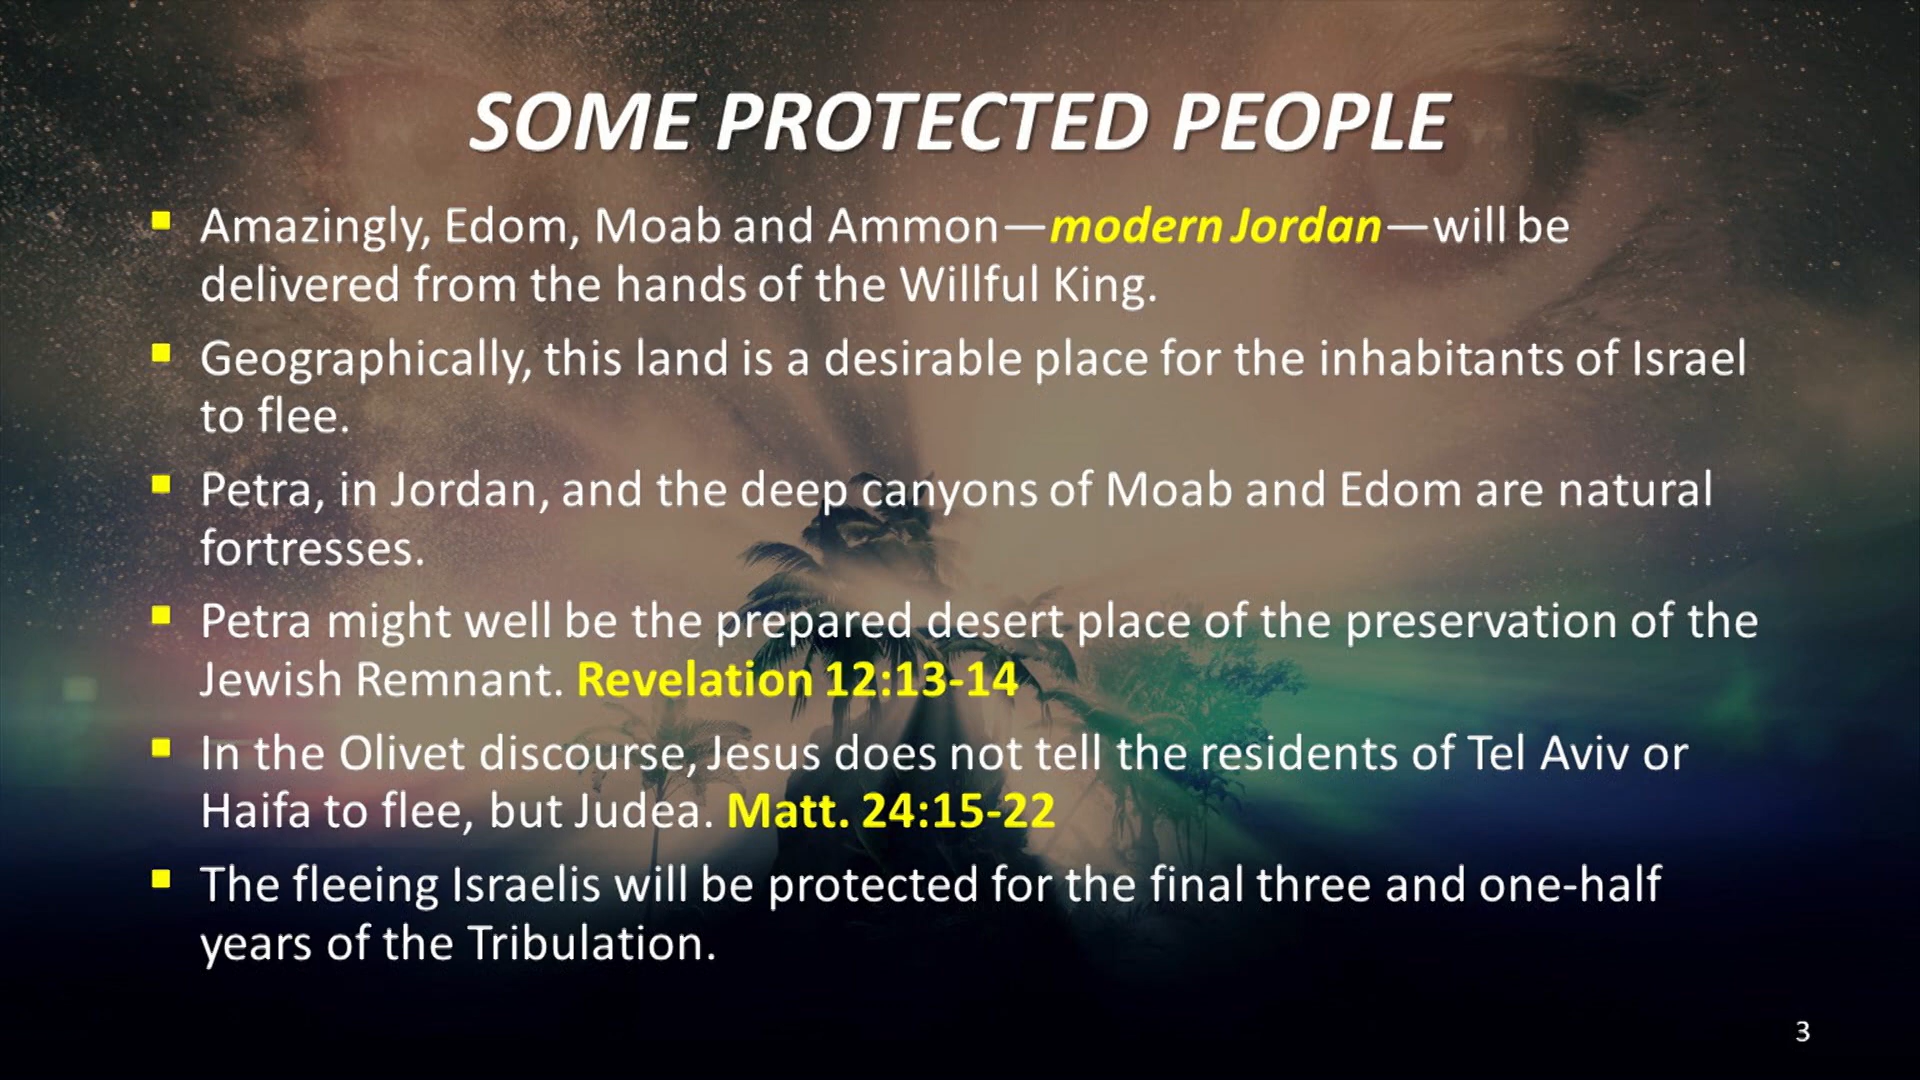 SOME PROTECTED PEOPLE
▪ Amazingly, Edom, Moab and Ammon—modern Jordan—will be
delivered from the hands of the Willful King.
▪ Geographically, this land is a desirable place for the inhabitants of Israel
to flee.
▪ Petra, in Jordan, and the deep canyons of Moab and Edom are natural
fortresses.
▪ Petra might well be the prepared desert place of the preservation of the
Jewish Remnant. Revelation 12:13-14
▪ In the Olivet discourse, Jesus does not tell the residents of Tel Aviv or
Haifa to flee, but Judea. Matt. 24:15-22
▪ The fleeing Israelis will be protected for the final three and one-half
years of the Tribulation.
3